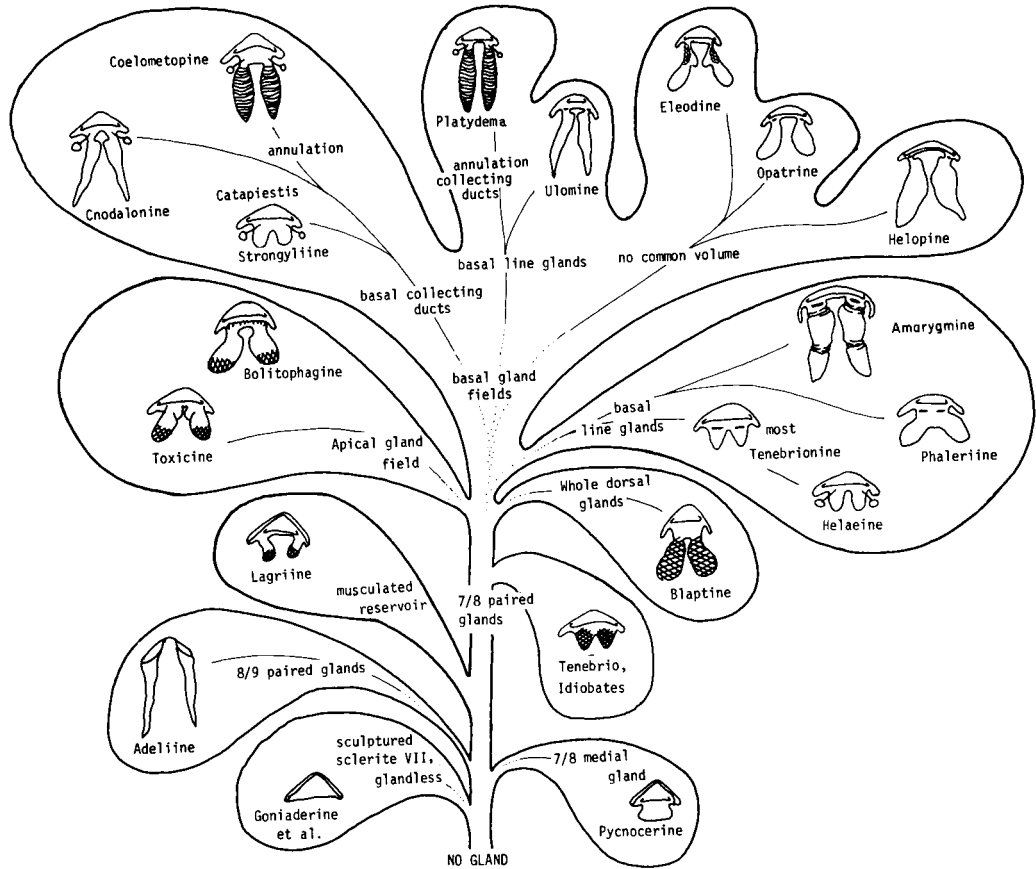 Coelometopine
annulation
Cnodalonine
Catapiestis
Strongyliine
basal collecting
ducts
Platydema
annulation
collecting
ducts
Ulomine
basal line glands
Eleodine
Opatrine
Helopine
no common volume
basal gland
fields
Bolitophagine
Toxicine
Apical gland
field
Amarygmine
basal
line glands
most
Tenebrionine
Phaleriine
Helaeine
Whole dorsal
glands
Blaptine
Lagriine
musculated
reservoir
7/8 paired
glands
Tenebrio,
Idiobates
8/9 paired glands
Adeliine
sculptured
sclerite VII,
glandless
Goniaderine
et al.
7/8 medial
gland
Pycnocerine
NO GLAND